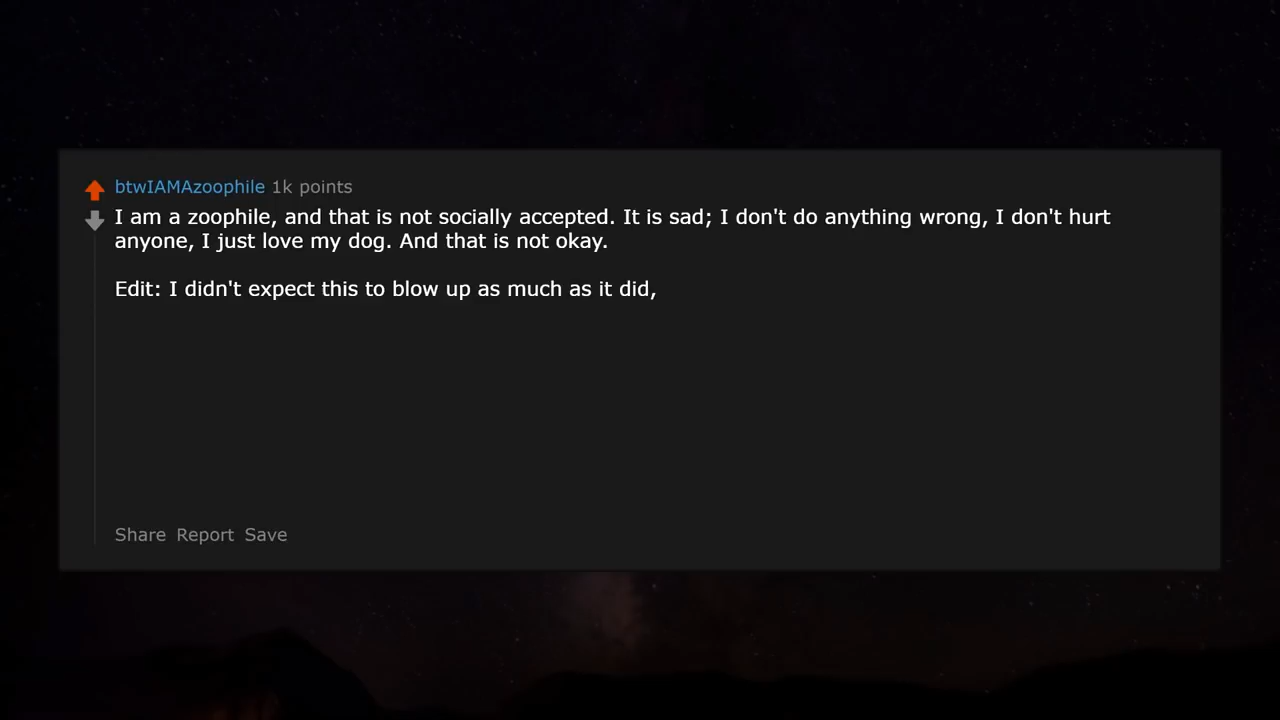 btwIAMAzoophile 1k points
I am a zoophile, and that is not socially accepted. It is sad; I don't do anything wrong, I don't hurt
anyone, I just love my dog. And that is not okay.
Edit: I didn't expect this to blow up as much as it did,
Share Report Save